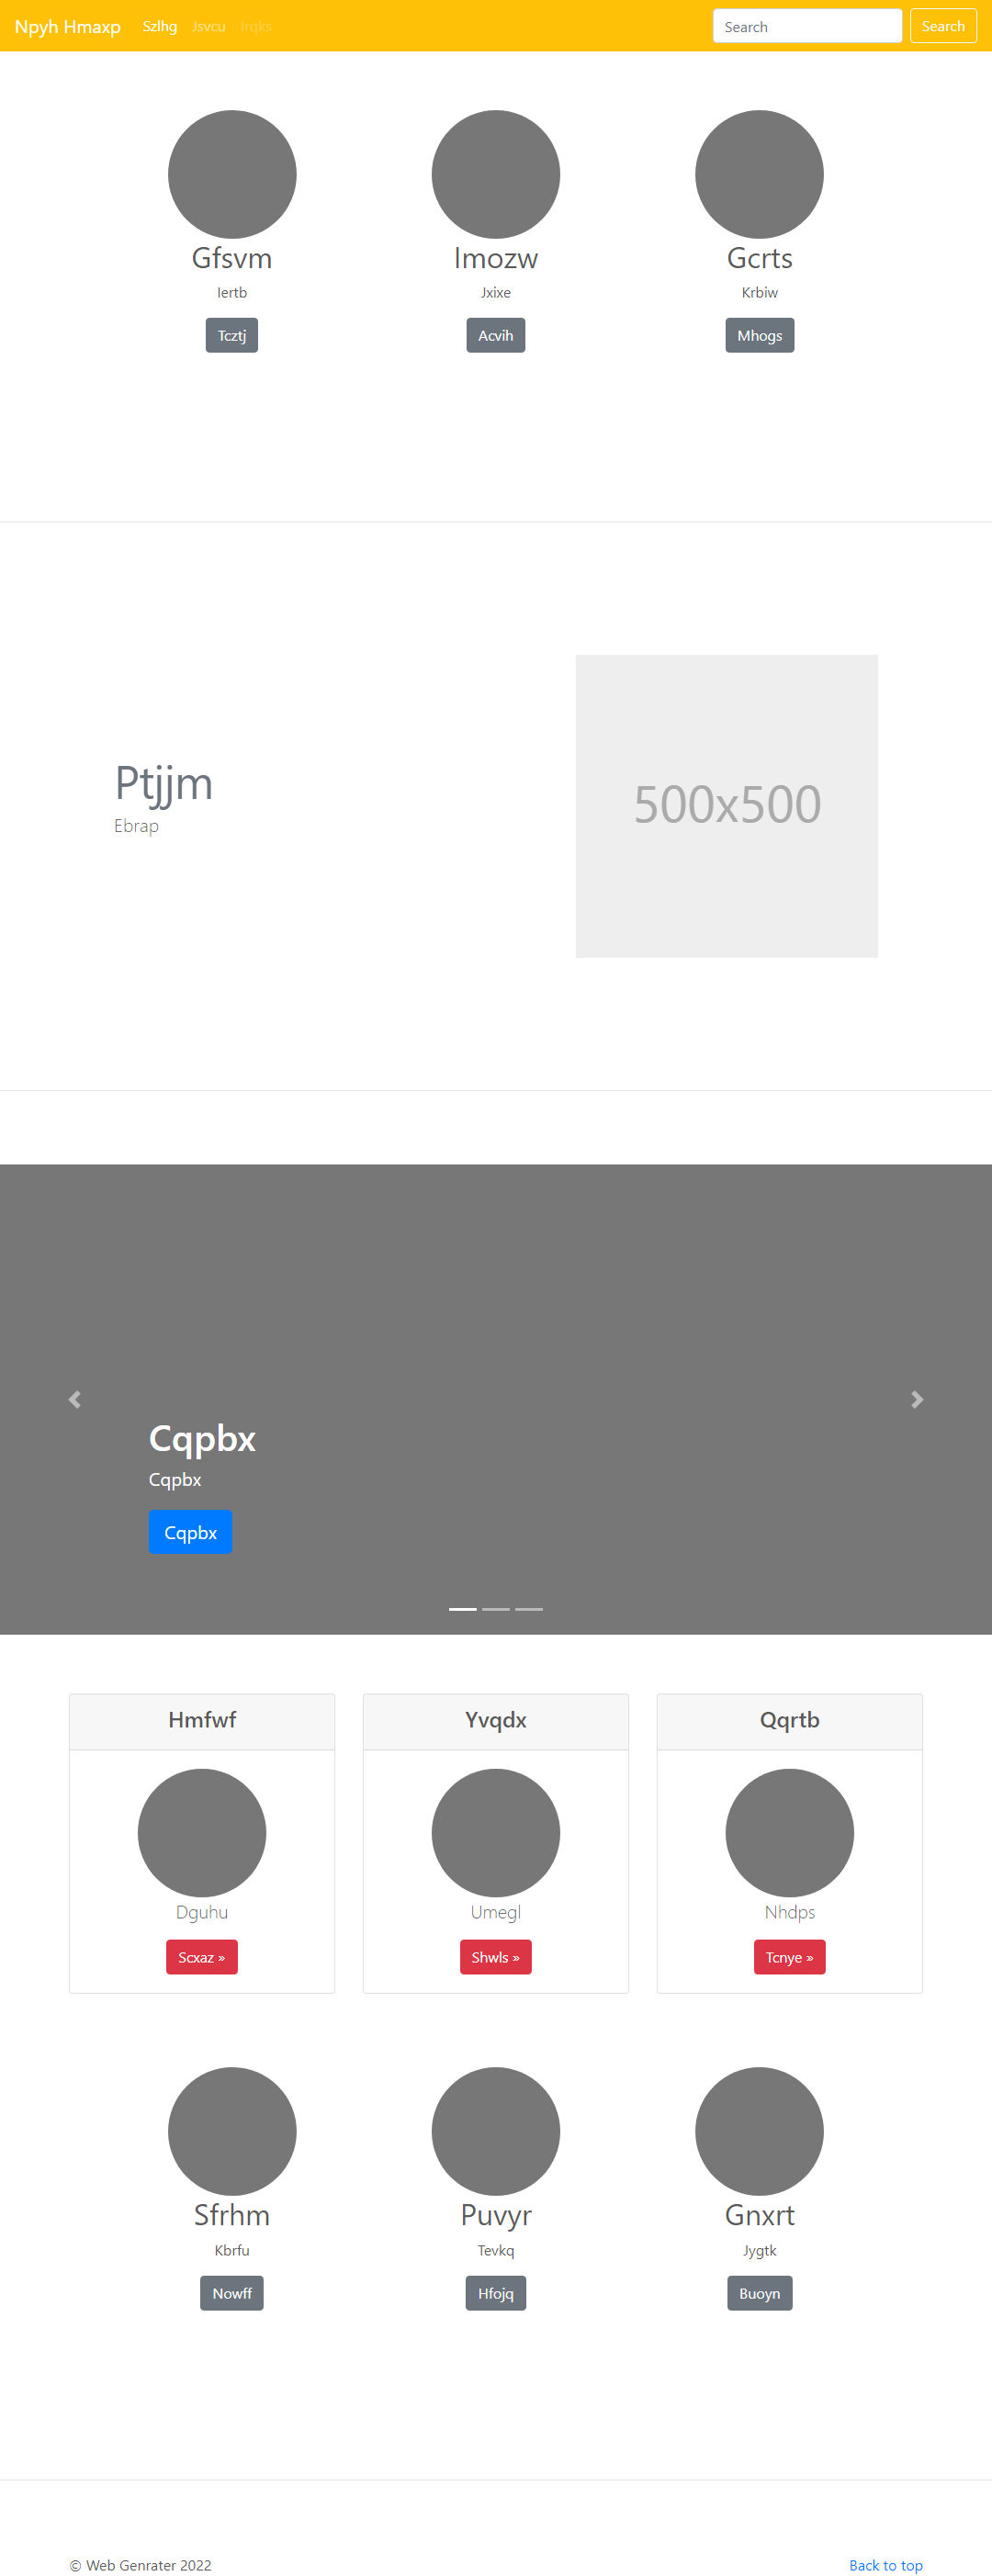 Npyh Hmaxp Szlhg Jsvcu Irqks Search Search
Gfsvm Imozw Gcrts
Iertb Jxixe Krbiw
Tcztj Acvih Mhogs
Ptjjm
Ebrap
500x500
Cqpbx
Cqpbx
Cqpbx
Hmfwf Yvqdx Qqrtb
Dguhu Umegl Nhdps
Scxaz » Shwls » Tcnye »
Sfrhm Puvyr Gnxrt
Kbrfu Tevkq Jygtk
Nowff Hfojq Buoyn
© Web Genrater 2022 Back to top